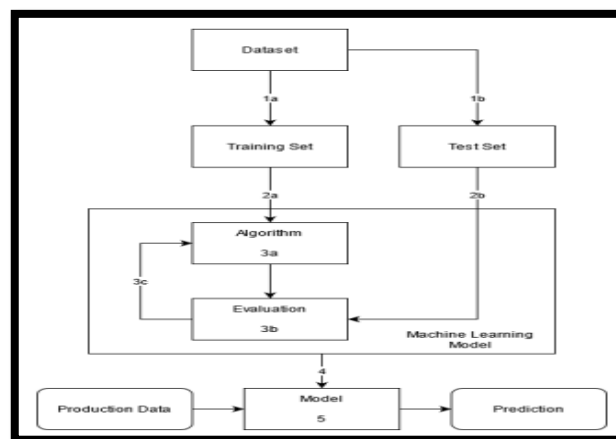 Dataset
1a
1b
Training Set
Test Set
2a
2b
Algorithm
3a
3c
Evaluation
3b
Machine Learning
Model
4
Production Data
Model
5
Prediction